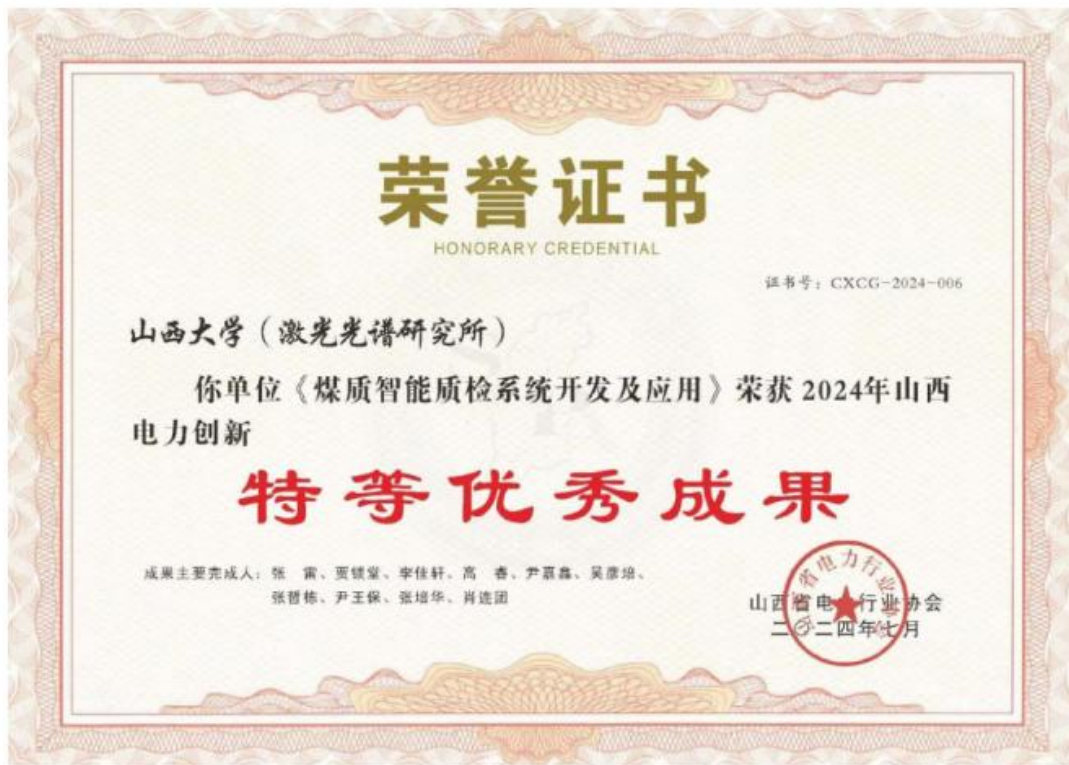 荣誉证书
HONORARY CREDENTIAL
证书号：CXCG-2024-006
山西大学（激光光谱研究所）
你单位《煤质智能质检系统开发及应用》荣获2024年山西
电力创新
特等优秀成果
成果主要完成人：张 雷、贾锁堂、李佳轩、高 睿、尹嘉鑫、吴彦培、
张哲栋、尹王保、张培华、肖连团
山西省电力行业协会
二〇二四年七月